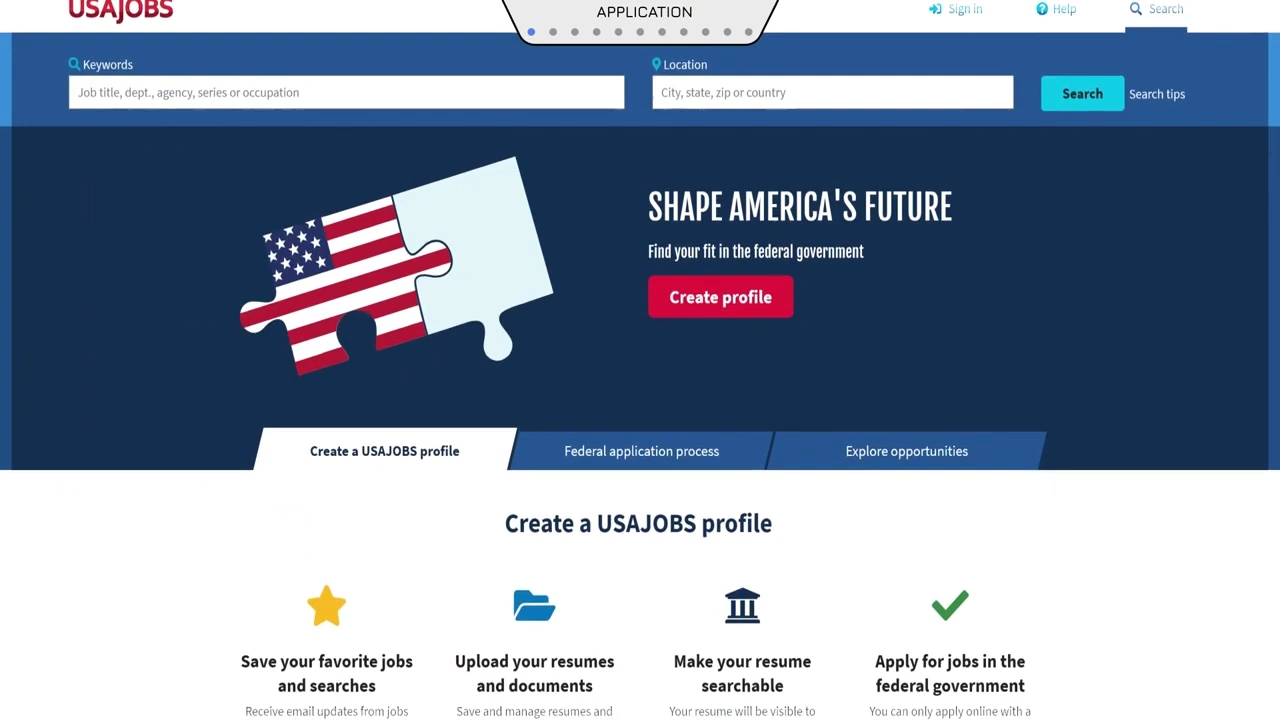 USAJOBS
APPLICATION
Sign in
Help
Search
Keywords
Location
Job title, dept., agency, series or occupation
City, state, zip or country
Search
Search tips
SHAPE AMERICA'S FUTURE
Find your fit in the federal government
Create profile
Create a USAJOBS profile
Federal application process
Explore opportunities
Create a USAJOBS profile
Save your favorite jobs
and searches
Receive email updates from jobs
Upload your resumes
and documents
Save and manage resumes and
Make your resume
searchable
Your resume will be visible to
Apply for jobs in the
federal government
You can only apply online with a